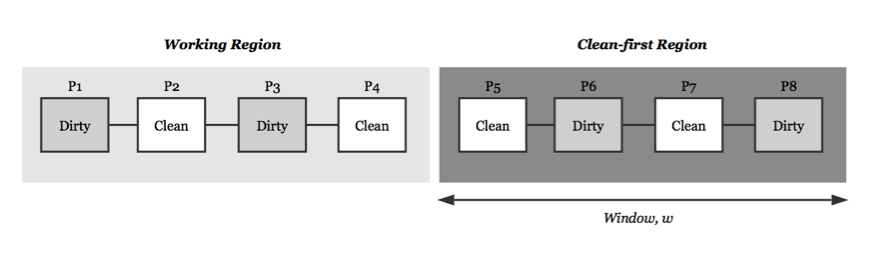 Working Region Clean-first Region
P1 P2 P3 P4 P5 P6 P7 P8
Dirty Clean Dirty Clean Clean Dirty Clean Dirty
Window, w